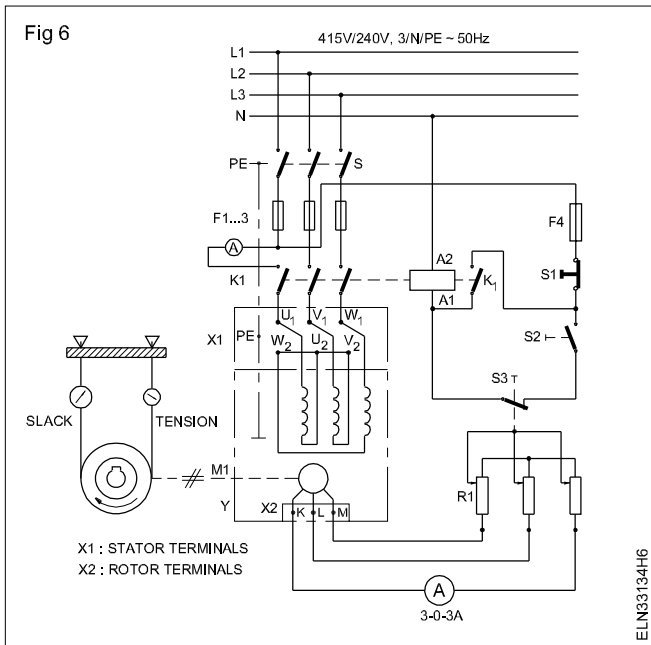 Fig 6
415V/240V, 3/N/PE ~ 50Hz
L1
L2
L3
N
PE
S
F1...3
F4
A
A2
K1
K₁
S1
A1
U₁ V₁ W₁
X1
PE
W₂ U₂ V₂
S2
S3
SLACK
TENSION
M1
R1
Y
X2
K L M
X1 : STATOR TERMINALS
X2 : ROTOR TERMINALS
A
3-0-3A
ELN33134H6